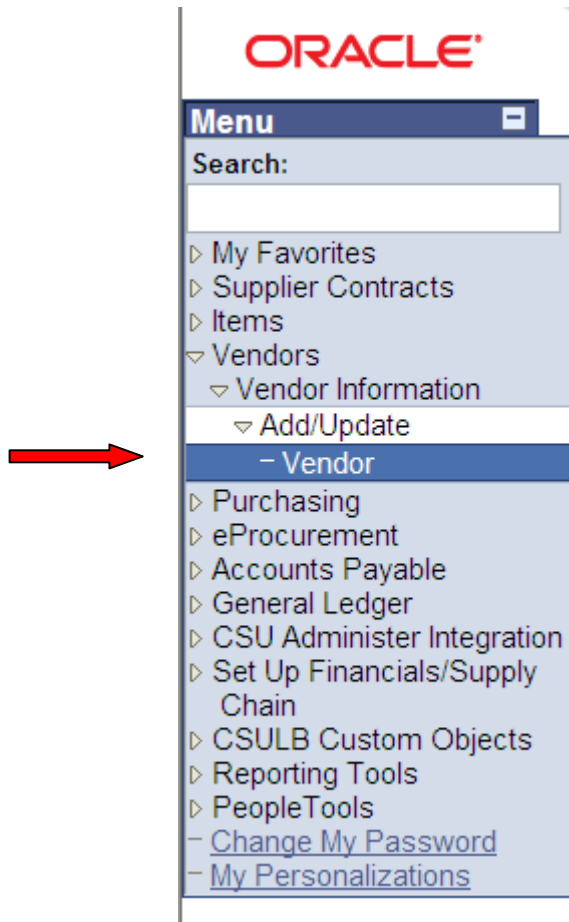 ORACLE
Menu
Search:
My Favorites
Supplier Contracts
Items
Vendors
Vendor Information
Add/Update
Vendor
Purchasing
eProcurement
Accounts Payable
General Ledger
CSU Administer Integration
Set Up Financials/Supply
Chain
CSULB Custom Objects
Reporting Tools
PeopleTools
Change My Password
My Personalizations